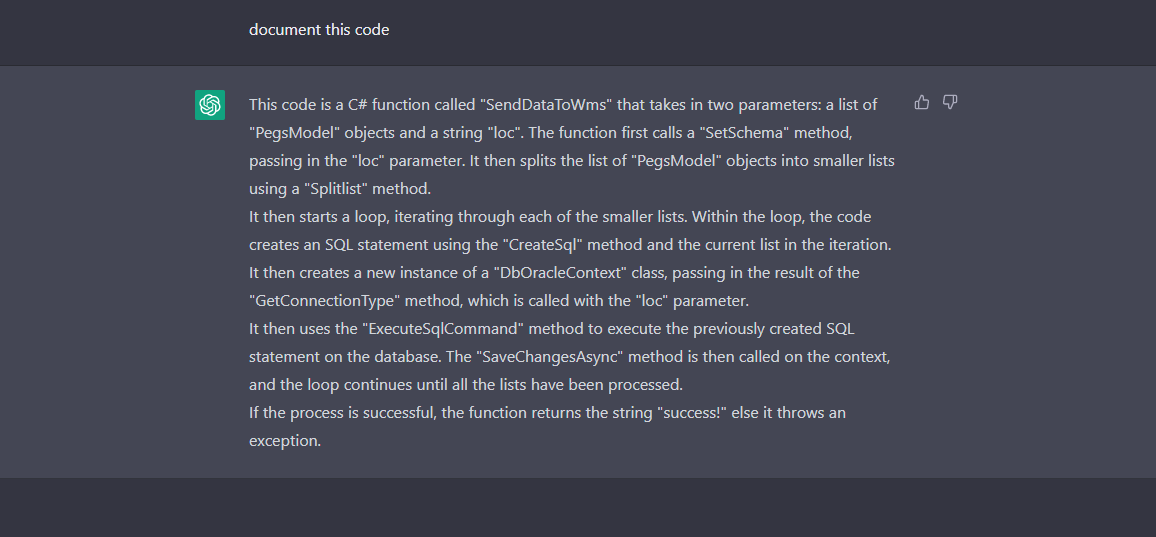 document this code
This code is a C# function called "SendDataToWms" that takes in two parameters: a list of
"PegsModel" objects and a string "loc". The function first calls a "SetSchema" method,
passing in the "loc" parameter. It then splits the list of "PegsModel" objects into smaller lists
using a "Splitlist" method.
It then starts a loop, iterating through each of the smaller lists. Within the loop, the code
creates an SQL statement using the "CreateSql" method and the current list in the iteration.
It then creates a new instance of a "DbOracleContext" class, passing in the result of the
"GetConnectionType" method, which is called with the "loc" parameter.
It then uses the "ExecuteSqlCommand" method to execute the previously created SQL
statement on the database. The "SaveChangesAsync" method is then called on the context,
and the loop continues until all the lists have been processed.
If the process is successful, the function returns the string "success!" else it throws an
exception.